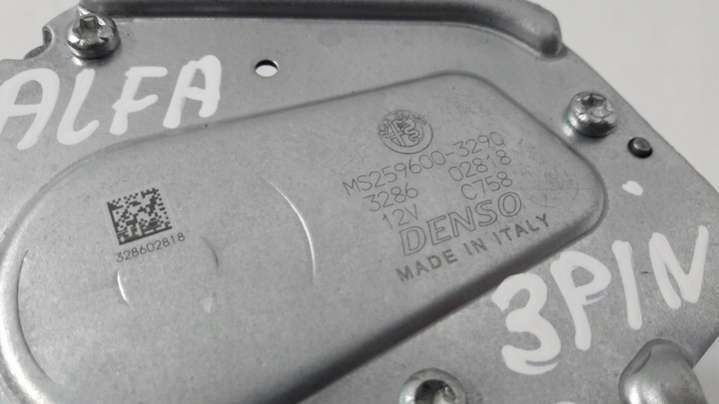 ALFA
MS259600-3290
3286 02818
12V C758
DENSO
MADE IN ITALY
328602818
3PIN